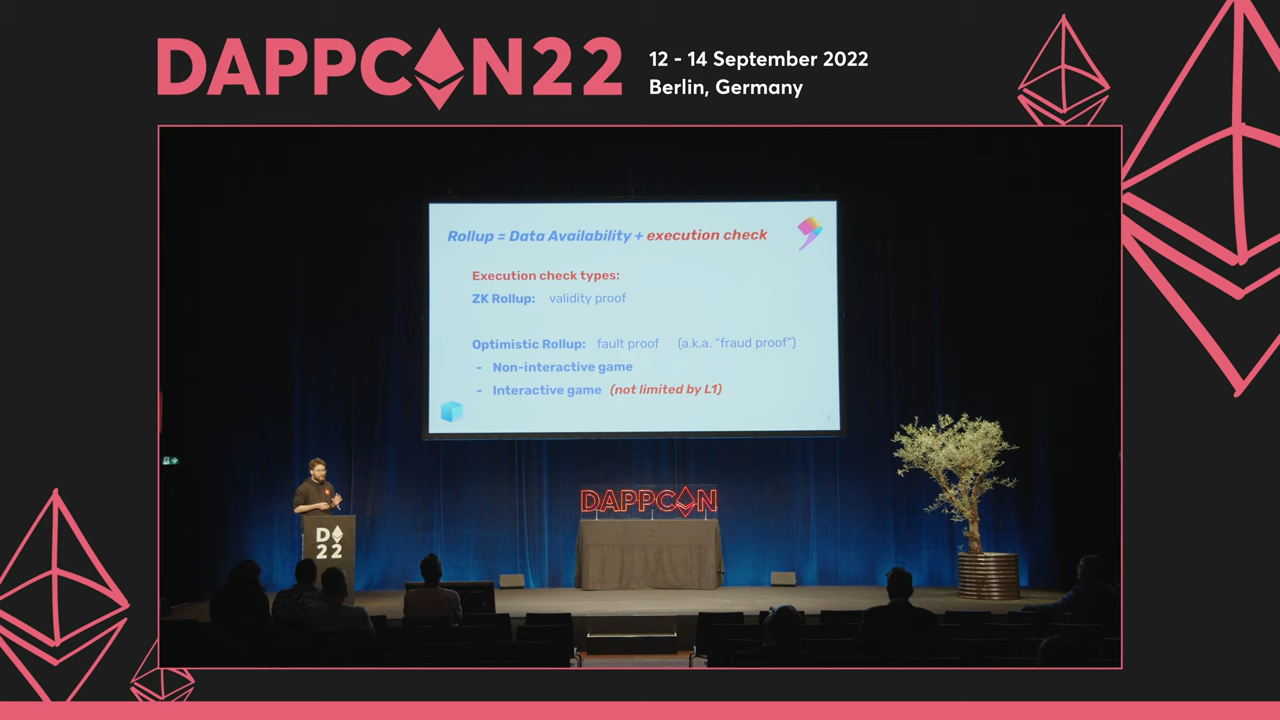 DAPPCON22
12 - 14 September 2022
Berlin, Germany
Rollup = Data Availability + execution check
Execution check types:
ZK Rollup: validity proof
Optimistic Rollup: fault proof (a.k.a. “fraud proof”)
- Non-interactive game
- Interactive game (not limited by L1)
DAPPCON
D
22